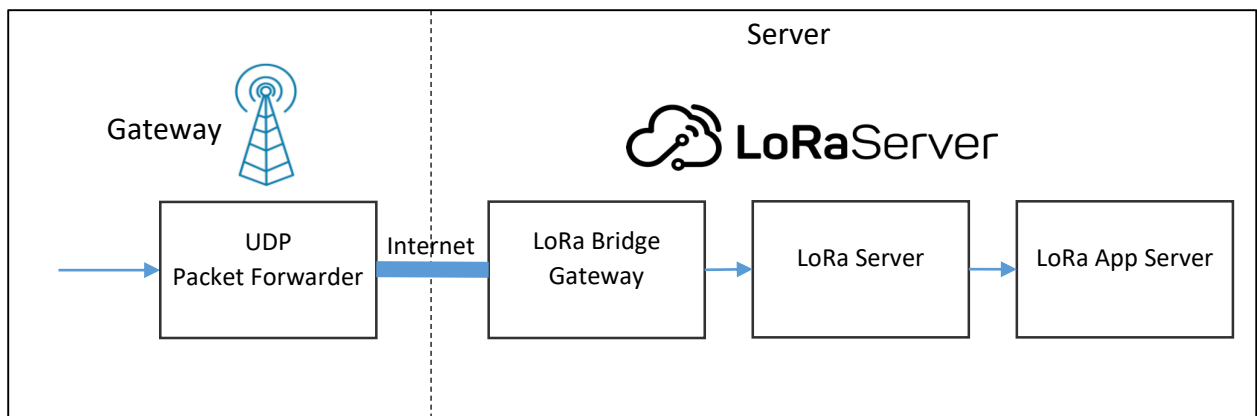 Server
Gateway
LoRaServer
UDP
Packet Forwarder
Internet
LoRa Bridge
Gateway
LoRa Server
LoRa App Server